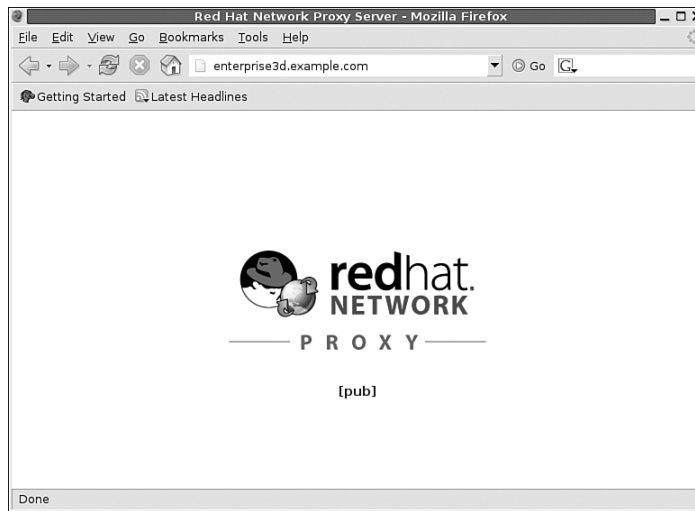 Red Hat Network Proxy Server - Mozilla Firefox
File Edit View Go Bookmarks Tools Help
enterprise3d.example.com Go G
Getting Started Latest Headlines
redhat.
NETWORK
PROXY
[pub]
Done